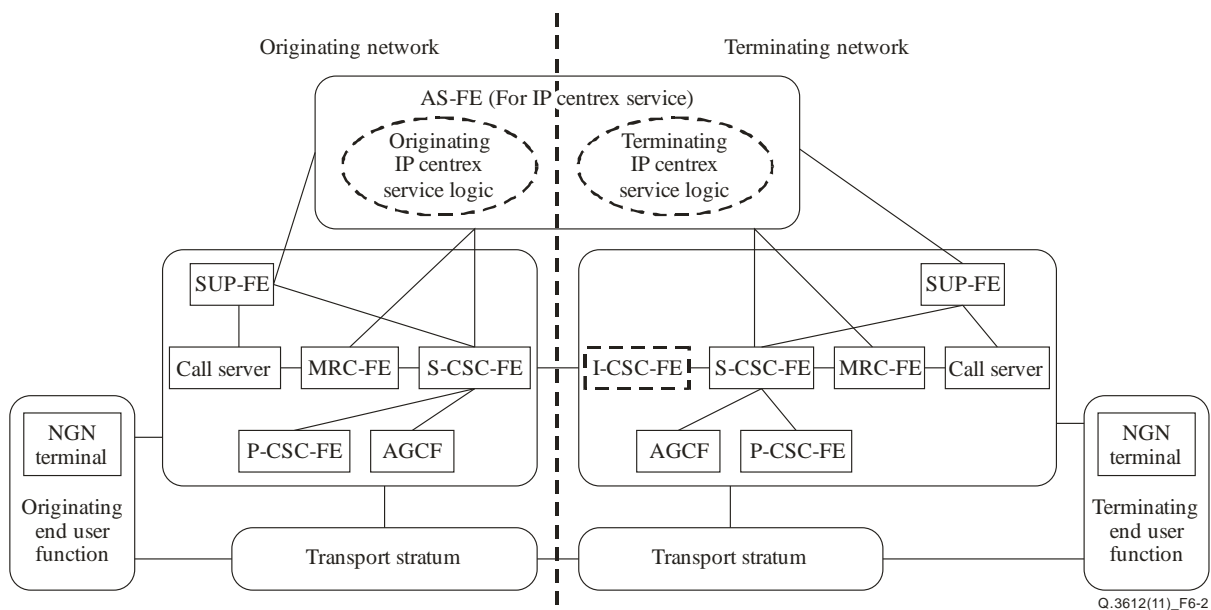 Originating network
Terminating network
AS-FE (For IP centrex service)
Originating
IP centrex
service logic
Terminating
IP centrex
service logic
SUP-FE
SUP-FE
Call server
MRC-FE
S-CSC-FE
I-CSC-FE
S-CSC-FE
MRC-FE
Call server
P-CSC-FE
AGCF
AGCF
P-CSC-FE
NGN
terminal
Originating
end user
function
NGN
terminal
Terminating
end user
function
Transport stratum
Transport stratum
Q.3612(11)_F6-2